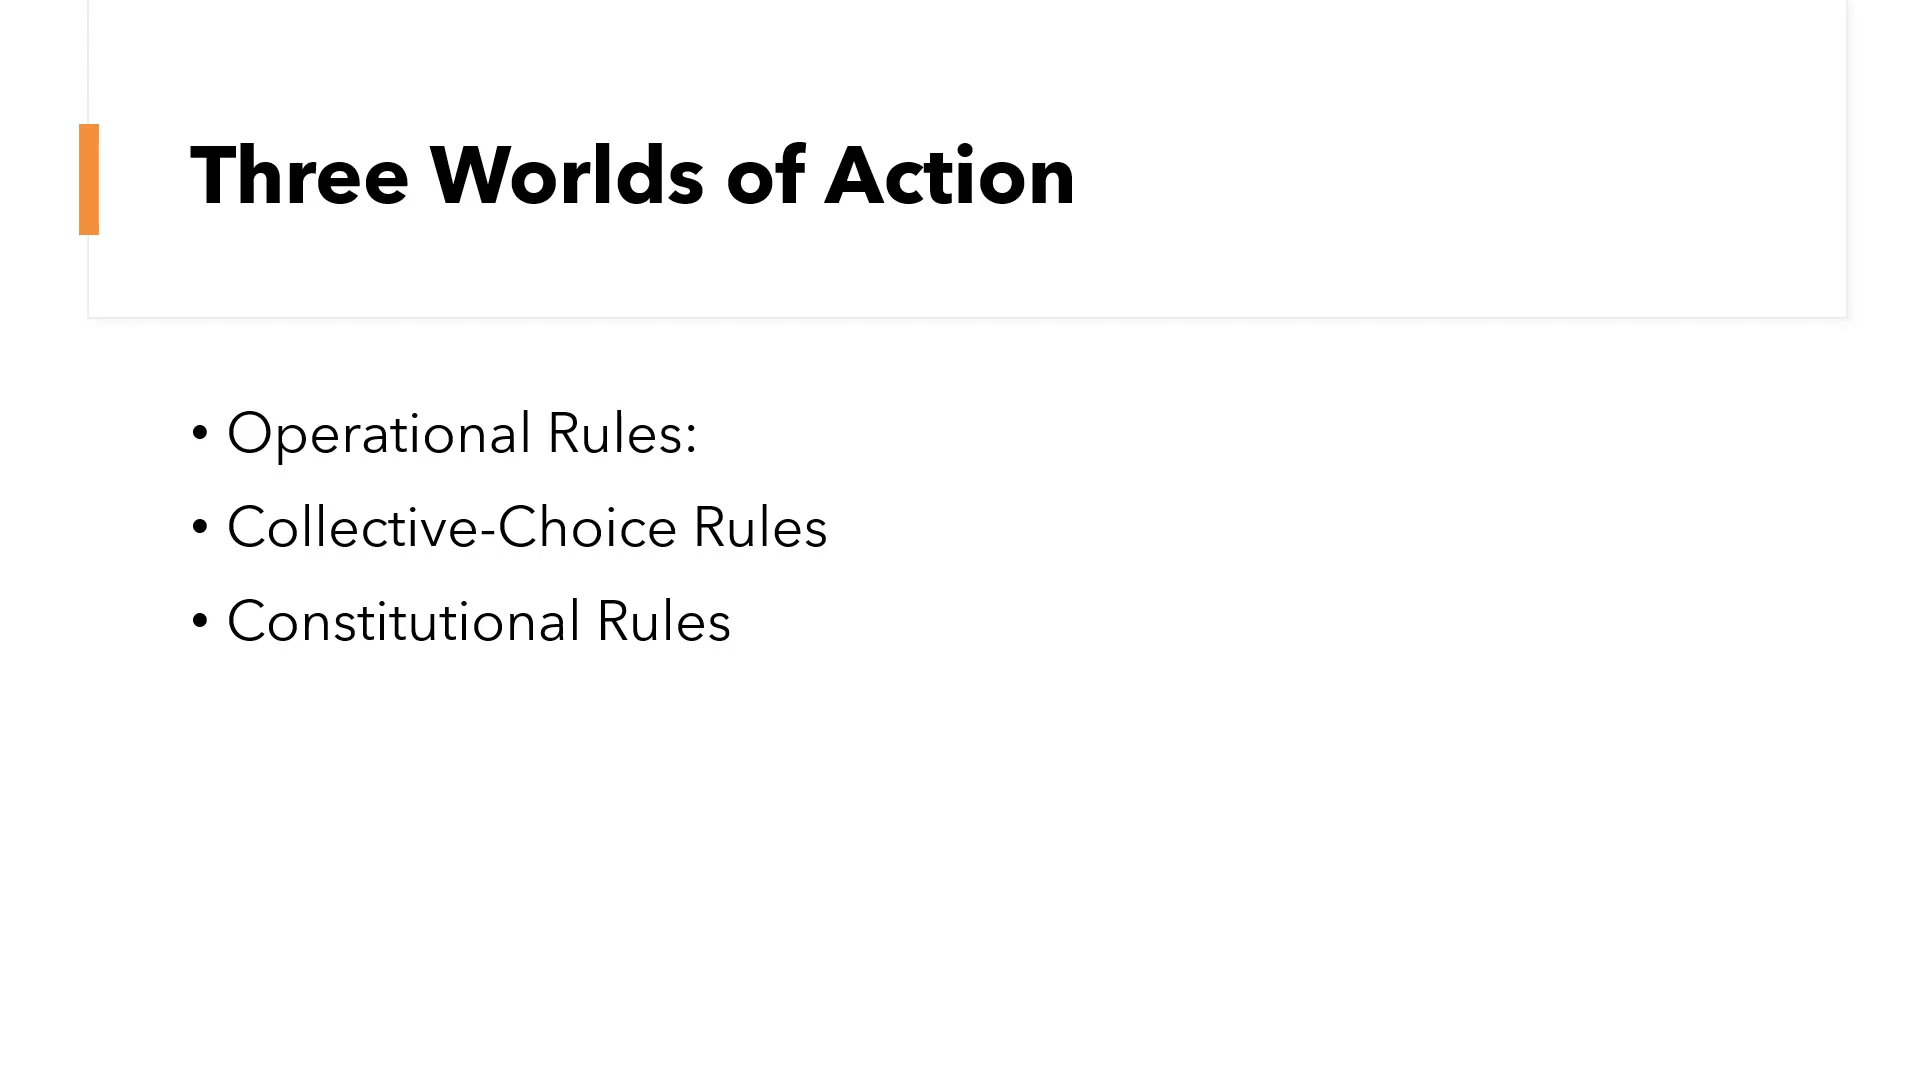 Three Worlds of Action
• Operational Rules:
• Collective-Choice Rules
• Constitutional Rules